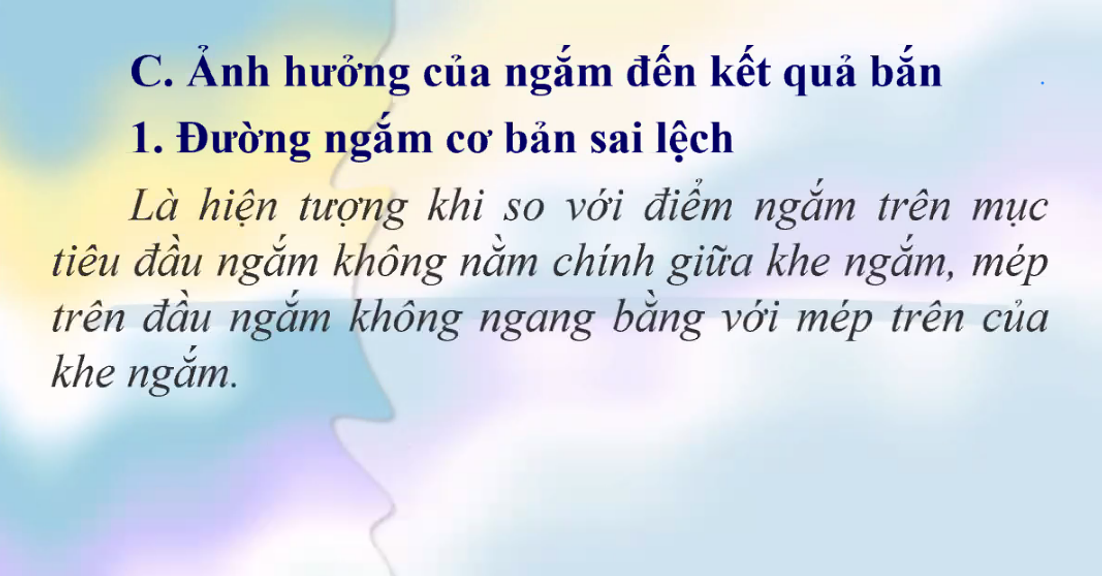 C. Ảnh hưởng của ngắm đến kết quả bắn
1. Đường ngắm cơ bản sai lệch
Là hiện tượng khi so với điểm ngắm trên mục
tiêu đầu ngắm không nằm chính giữa khe ngắm, mép
trên đầu ngắm không ngang bằng với mép trên của
khe ngắm.